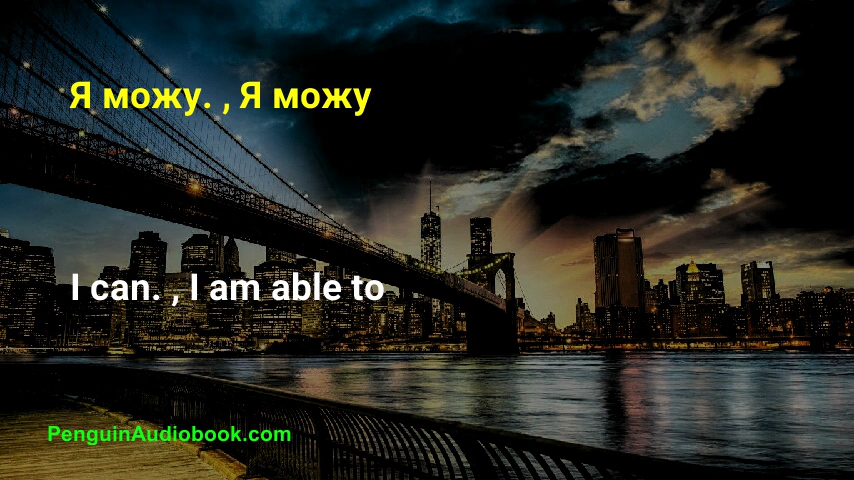 Я можу. , Я можу
I can. , I am able to
PenguinAudiobook.com